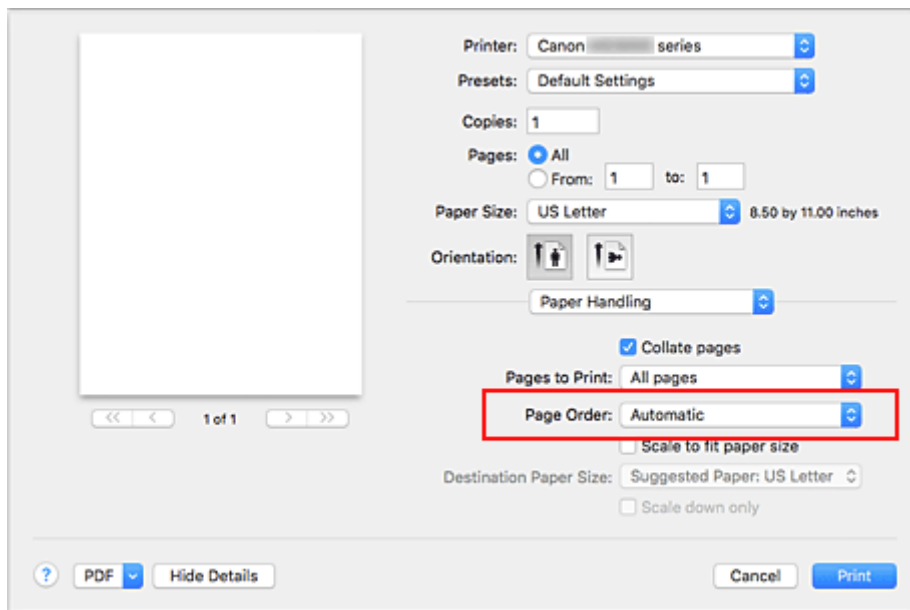 Printer: Canon series
Presets: Default Settings
Copies: 1
Pages: All
From: 1 to: 1
Paper Size: US Letter 8.50 by 11.00 inches
Orientation:
Paper Handling
Collate pages
Pages to Print: All pages
Page Order: Automatic
Scale to fit paper size
Destination Paper Size: Suggested Paper: US Letter
Scale down only
<< < 1 of 1 > >>
? PDF Hide Details Cancel Print